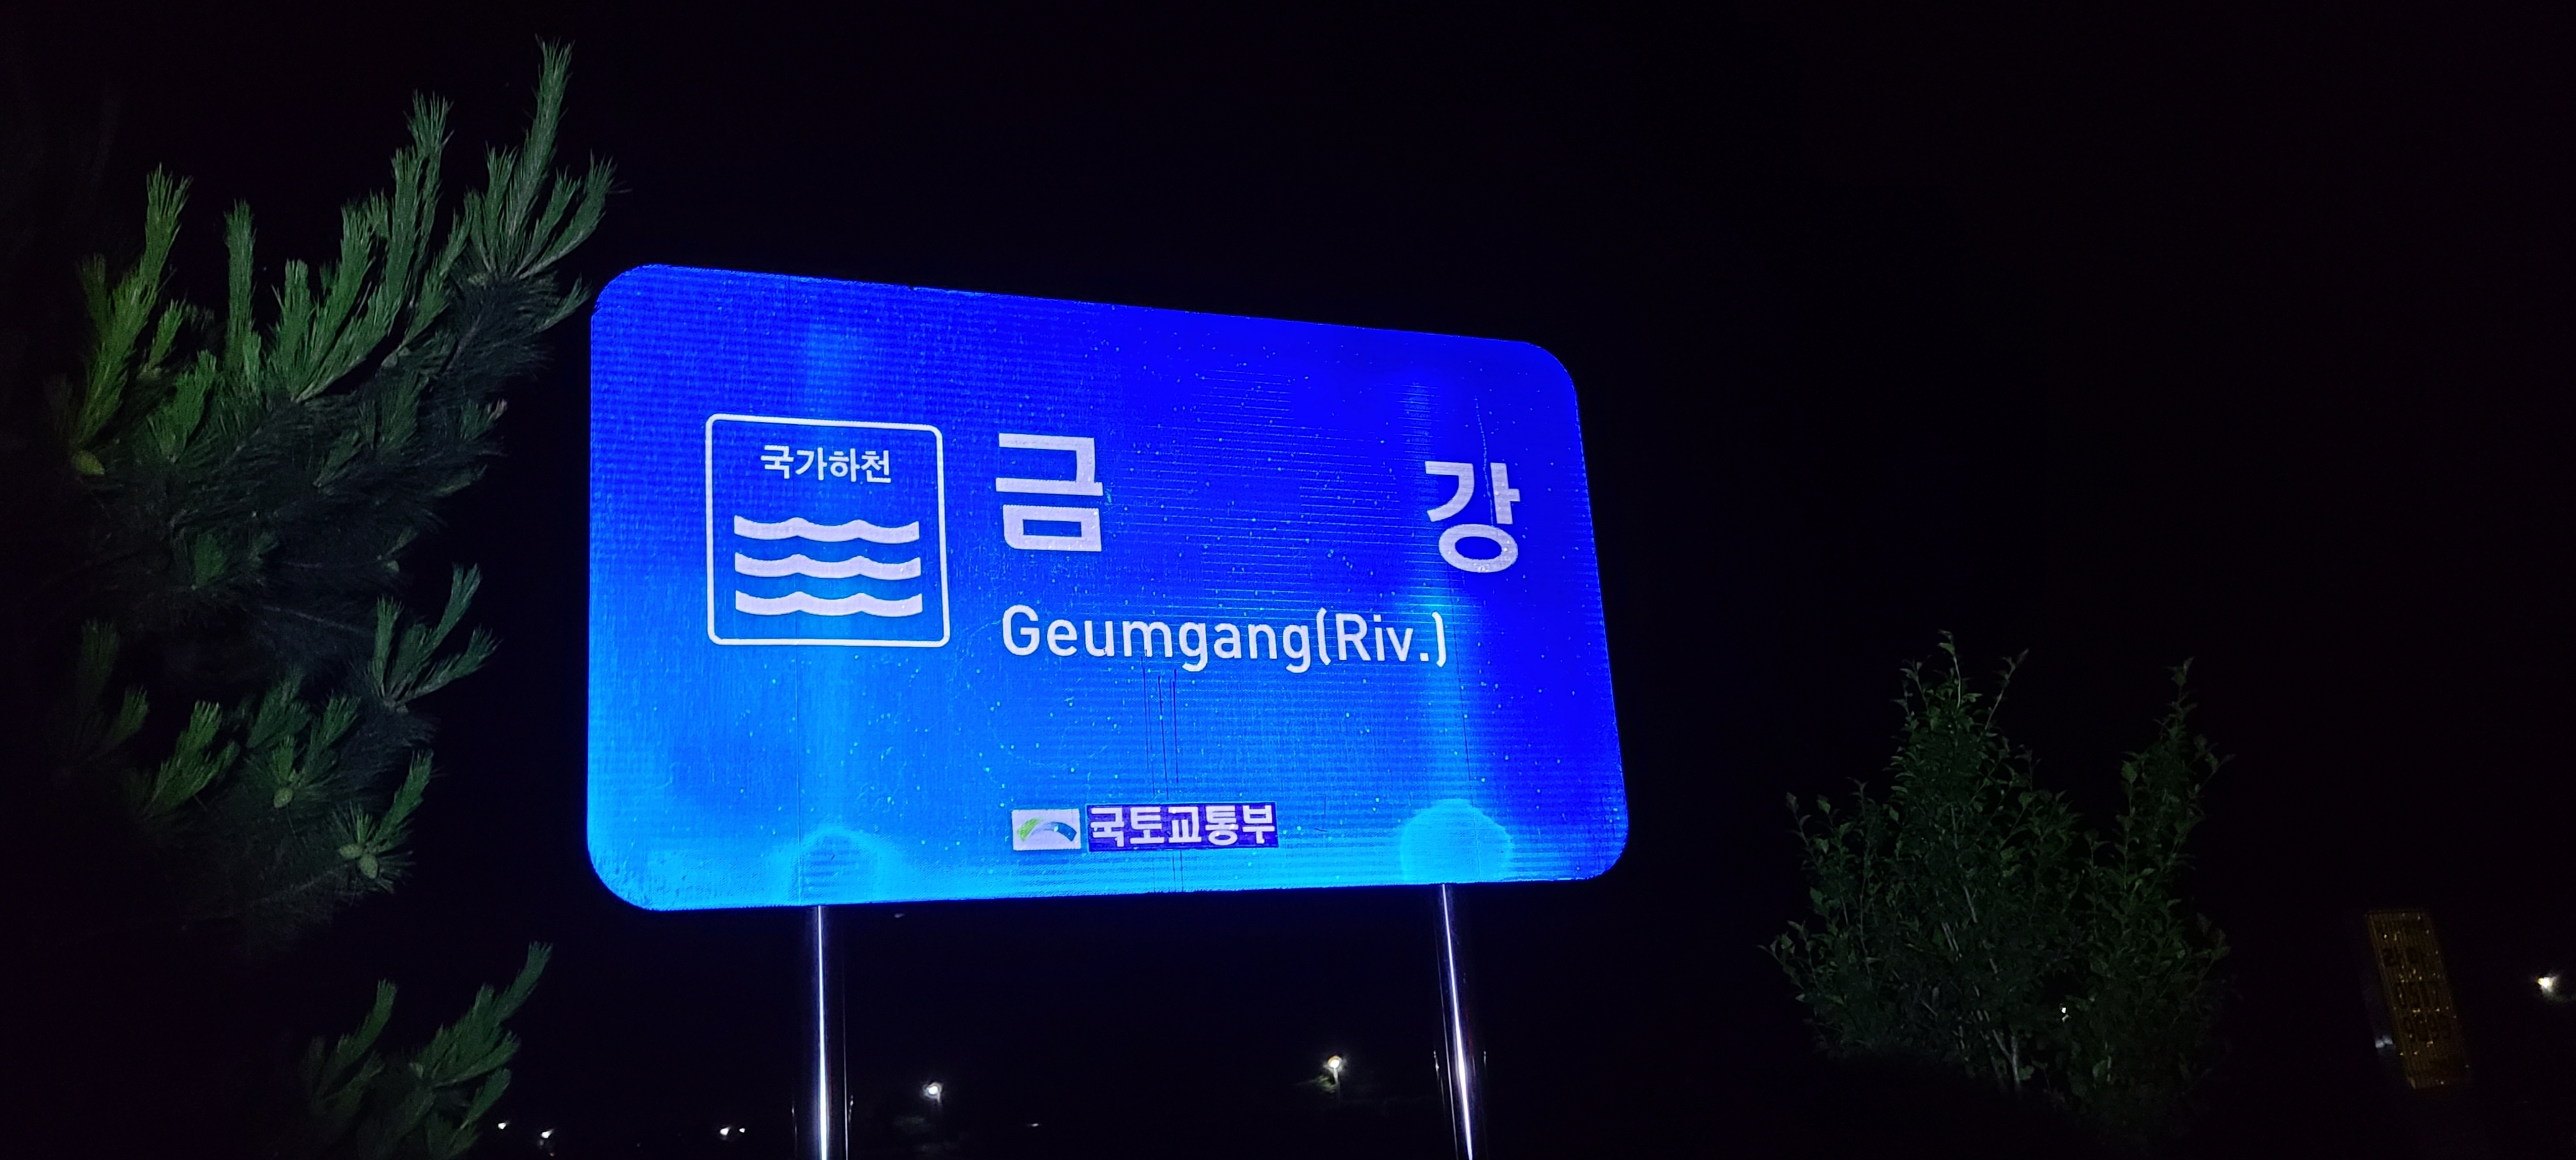 국가하천
금 강
Geumgang(Riv.)
국토교통부